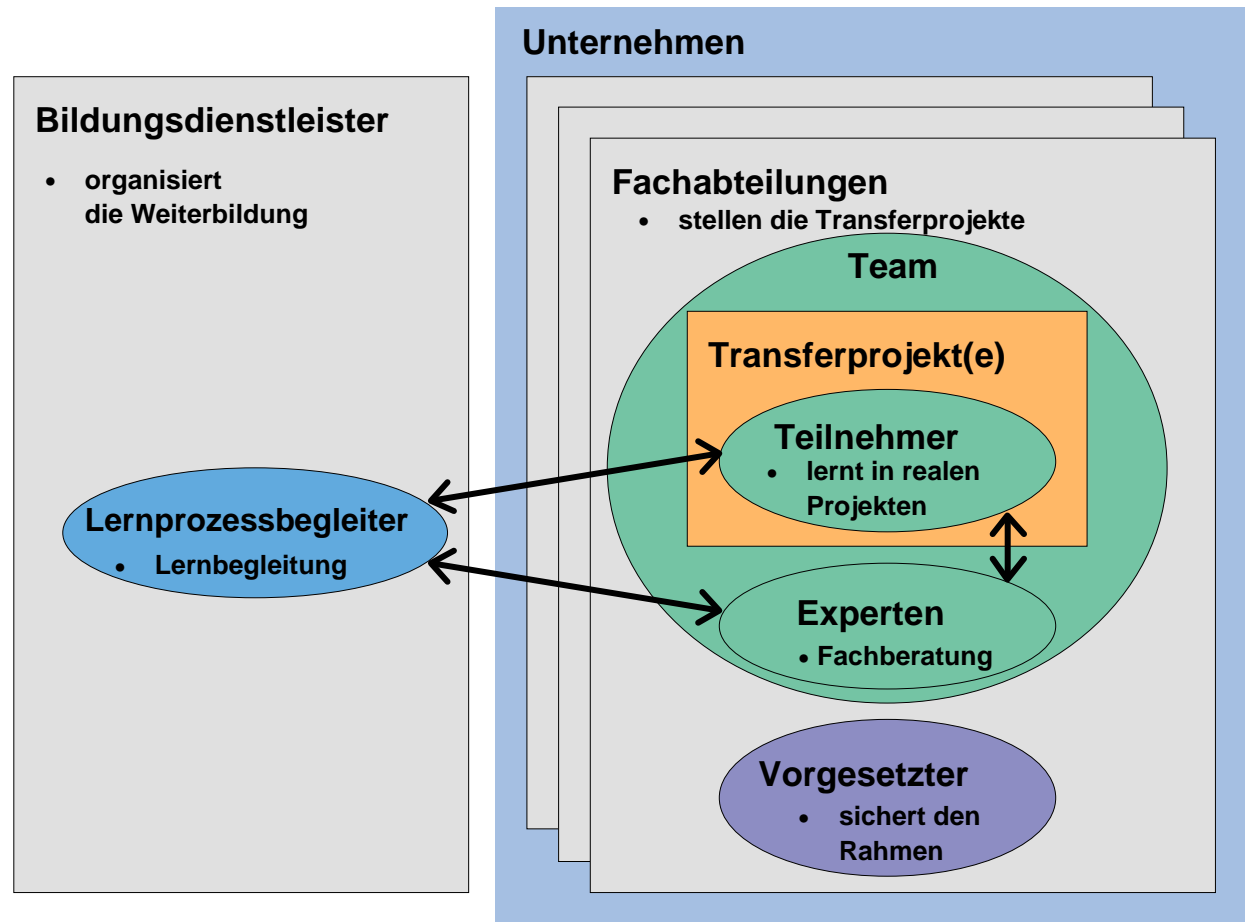 Unternehmen
Bildungsdienstleister
• organisiert
die Weiterbildung
Fachabteilungen
• stellen die Transferprojekte
Team
Transferprojekt(e)
Teilnehmer
• lernt in realen
Projekten
Lernprozessbegleiter
• Lernbegleitung
Experten
• Fachberatung
Vorgesetzter
• sichert den
Rahmen